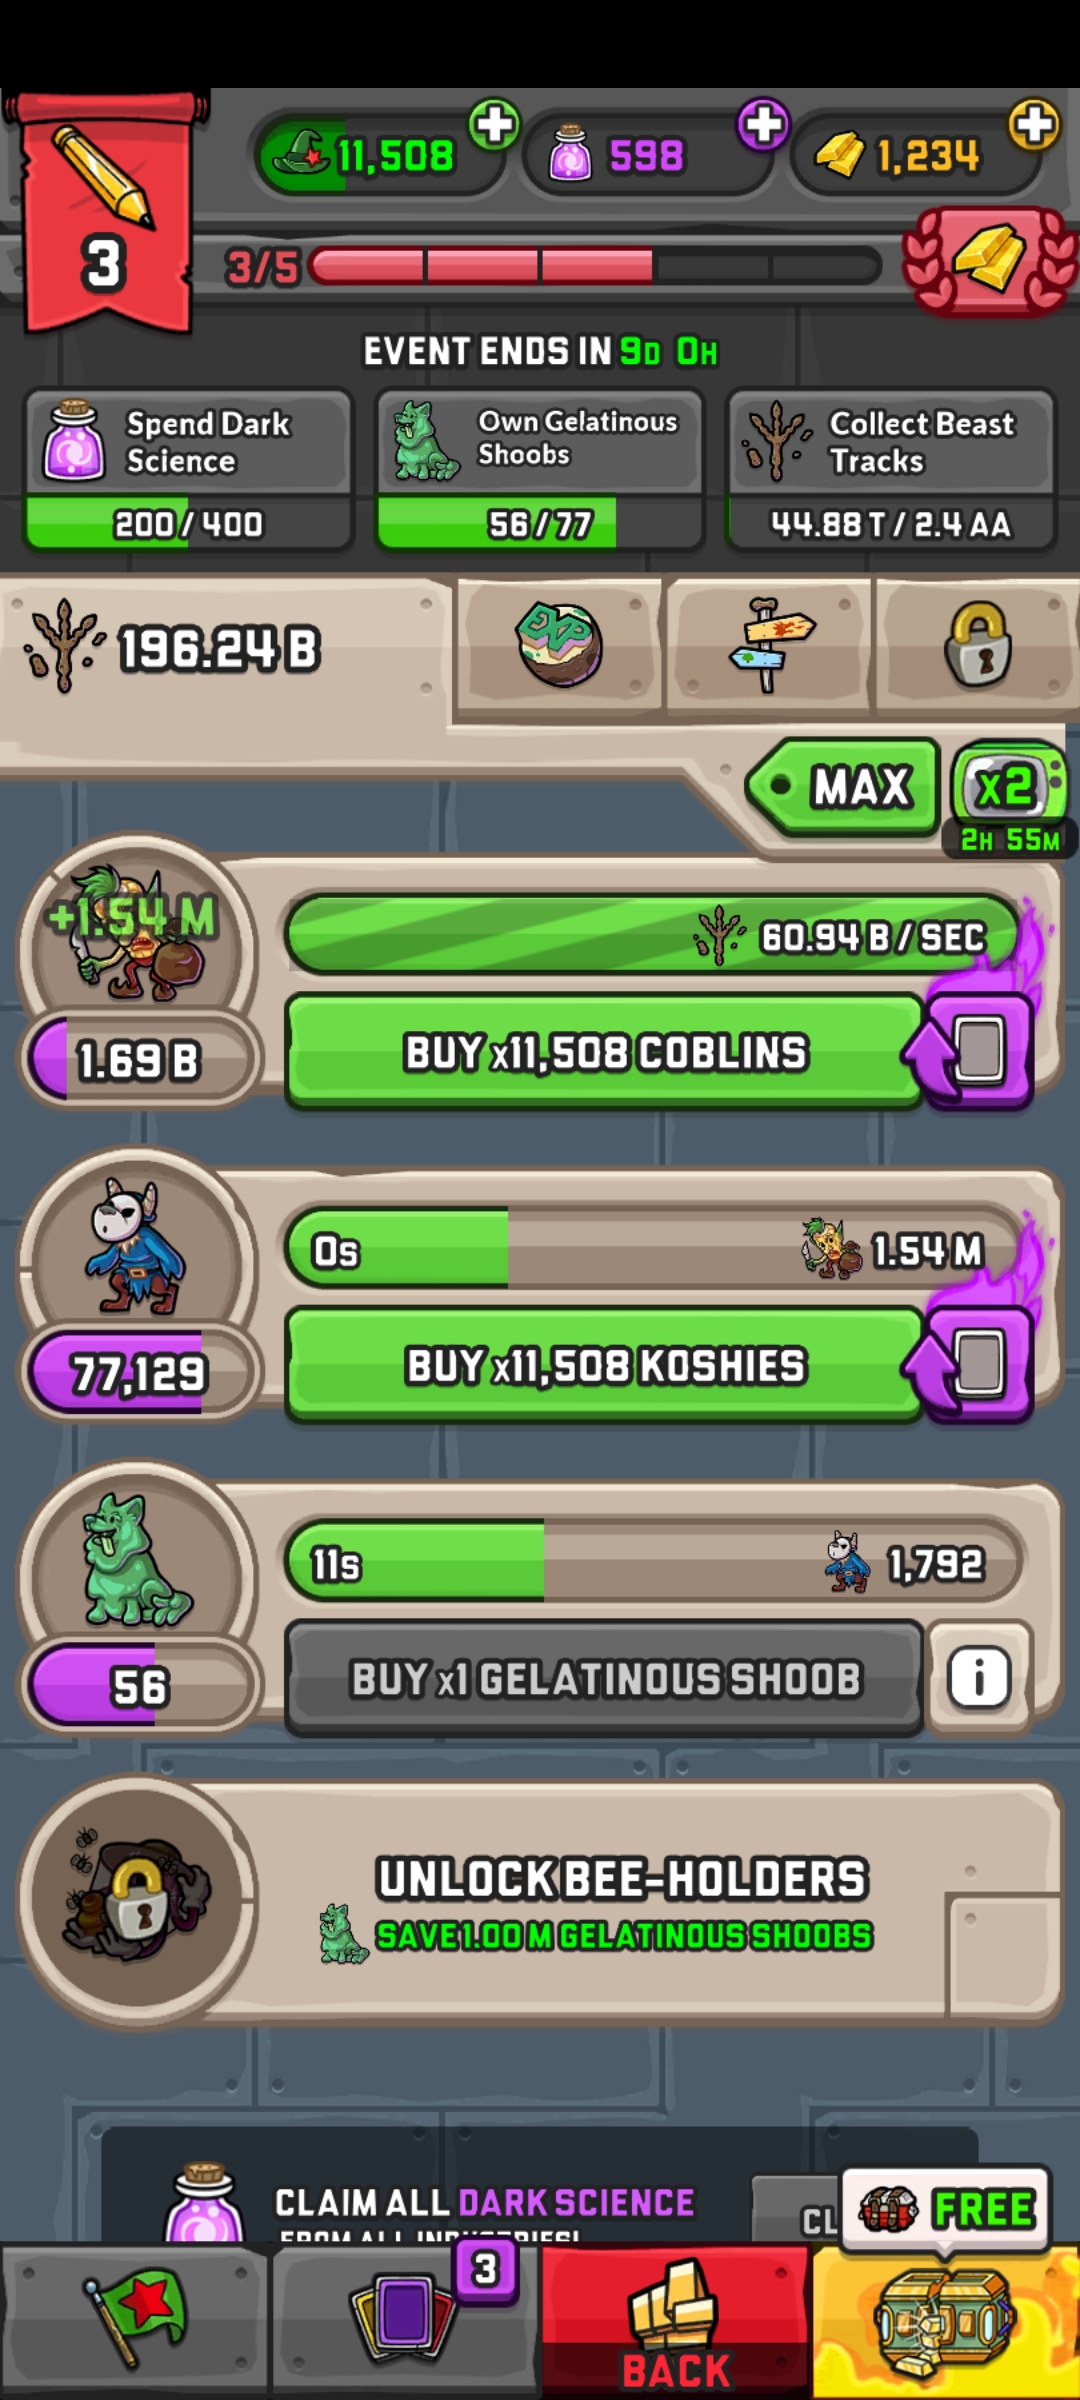 11,508
598
1,234
3
3/5
EVENT ENDS IN 9D 0H
Spend Dark Science
200 / 400
Own Gelatinous Shoobs
56 / 77
Collect Beast Tracks
44.88 T / 2.4 AA
196.24 B
EXP
MAX
x2
2H 55M
+1.54 M
60.94 B / SEC
1.69 B
BUY x11,508 COBLINS
0s
1.54 M
77,129
BUY x11,508 KOSHIES
11s
1,792
56
BUY x1 GELATINOUS SHOOB
i
UNLOCK BEE-HOLDERS
SAVE 1.00 M GELATINOUS SHOOBS
CLAIM ALL DARK SCIENCE
FROM ALL INDUSTRIES!
CL
FREE
3
BACK